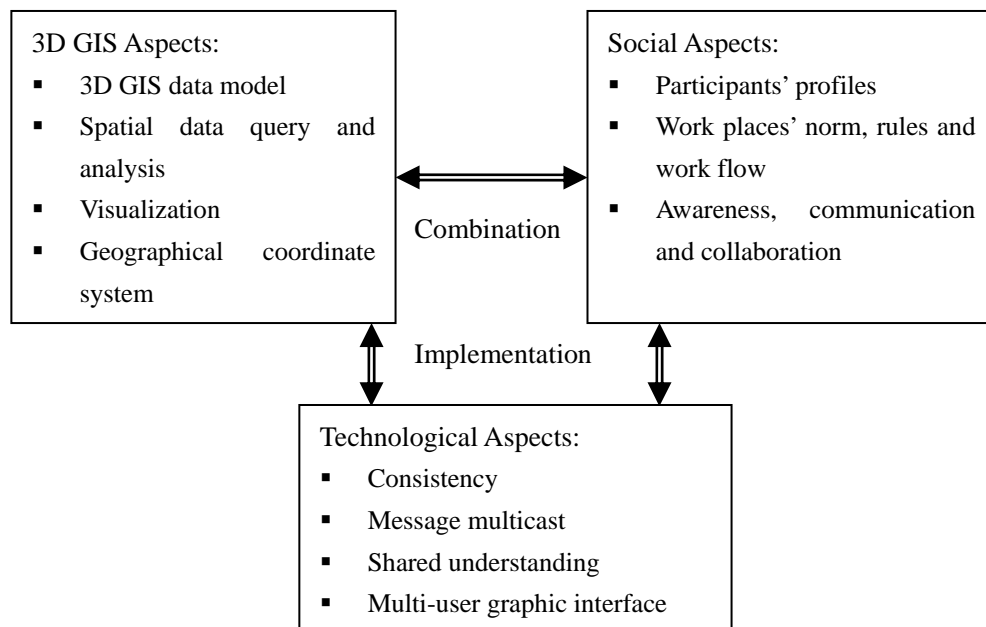 3D GIS Aspects:
▪ 3D GIS data model
▪ Spatial data query and
analysis
▪ Visualization
▪ Geographical coordinate
system
Combination
Social Aspects:
▪ Participants’ profiles
▪ Work places’ norm, rules and
work flow
▪ Awareness, communication
and collaboration
Implementation
Technological Aspects:
▪ Consistency
▪ Message multicast
▪ Shared understanding
▪ Multi-user graphic interface